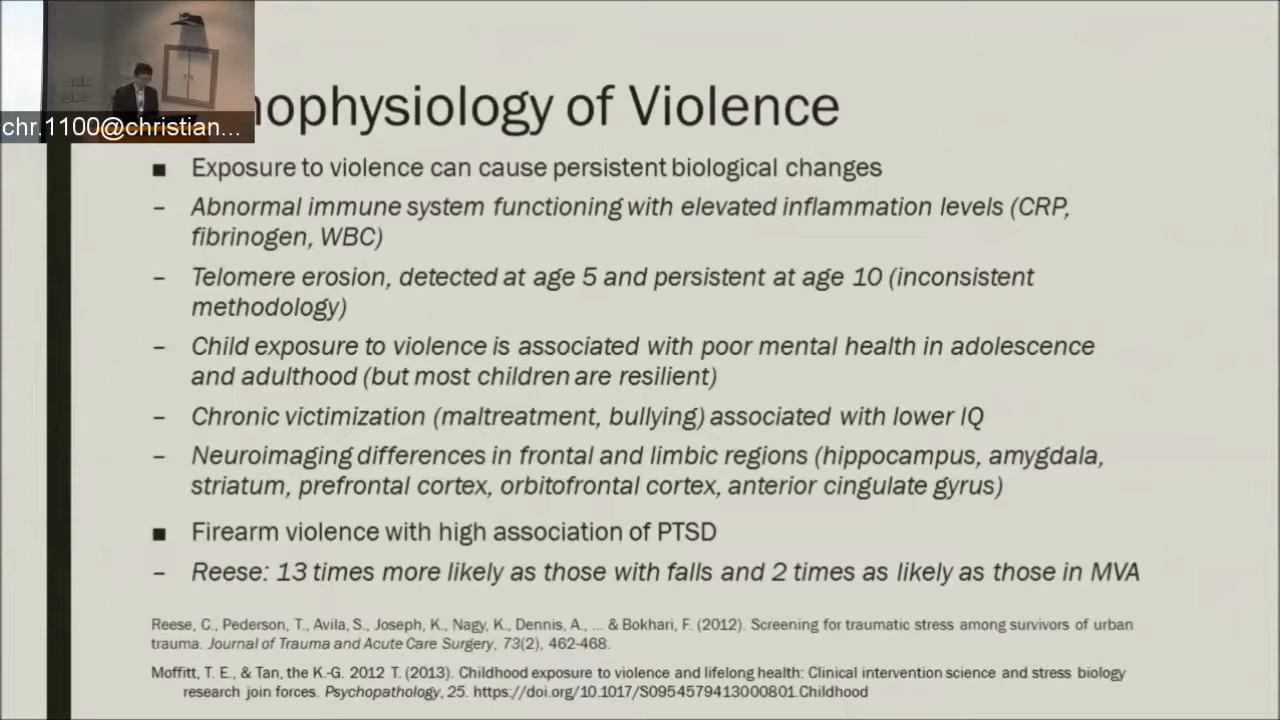 chr.1100@christian...
nophysiology of Violence
■ Exposure to violence can cause persistent biological changes
– Abnormal immune system functioning with elevated inflammation levels (CRP,
fibrinogen, WBC)
– Telomere erosion, detected at age 5 and persistent at age 10 (inconsistent
methodology)
– Child exposure to violence is associated with poor mental health in adolescence
and adulthood (but most children are resilient)
– Chronic victimization (maltreatment, bullying) associated with lower IQ
– Neuroimaging differences in frontal and limbic regions (hippocampus, amygdala,
striatum, prefrontal cortex, orbitofrontal cortex, anterior cingulate gyrus)
■ Firearm violence with high association of PTSD
– Reese: 13 times more likely as those with falls and 2 times as likely as those in MVA
Reese, C., Pederson, T., Avila, S., Joseph, K., Nagy, K., Dennis, A., ... & Bokhari, F. (2012). Screening for traumatic stress among survivors of urban
trauma. Journal of Trauma and Acute Care Surgery, 73(2), 462-468.
Moffitt, T. E., & Tan, the K.-G. 2012 T. (2013). Childhood exposure to violence and lifelong health: Clinical intervention science and stress biology
research join forces. Psychopathology, 25. https://doi.org/10.1017/S0954579413000801.Childhood